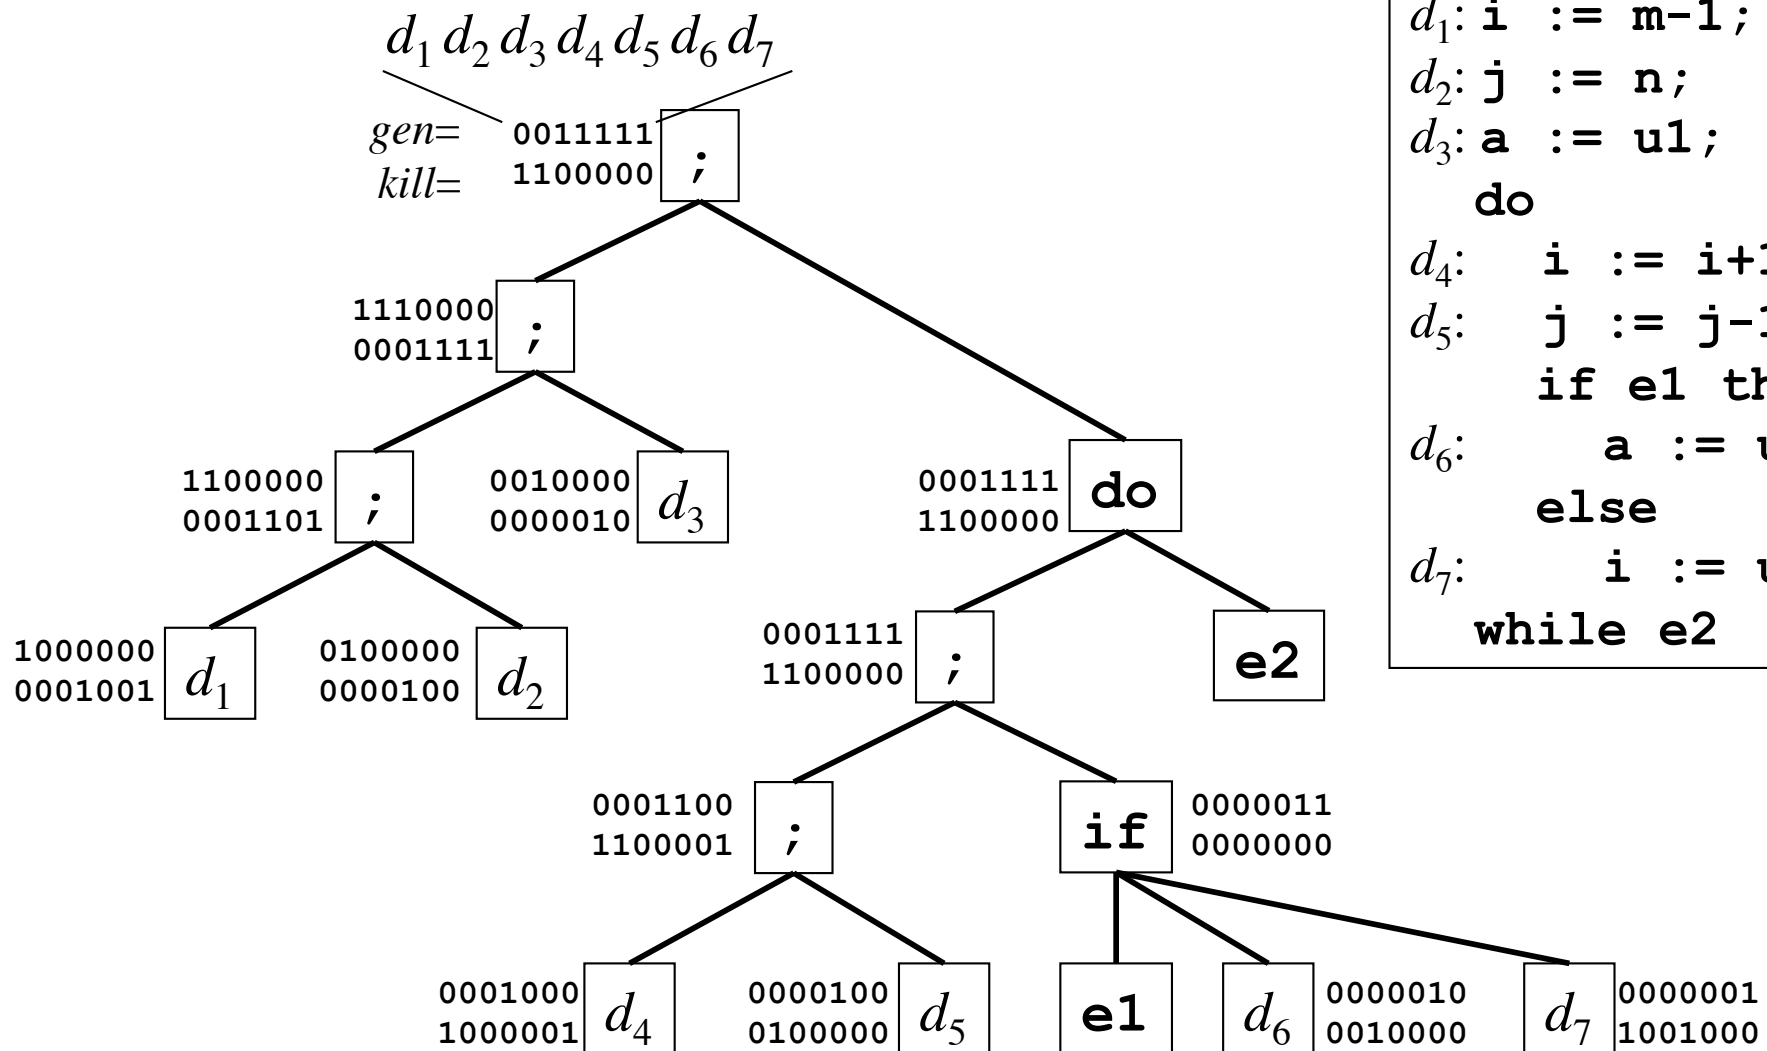 d1 d2 d3 d4 d5 d6 d7
gen= 0011111
kill= 1100000
;
1110000
0001111
;
1100000
0001101
;
0010000
0000010
d3
0001111
1100000
do
1000000
0001001
d1
0100000
0000100
d2
0001111
1100000
;
e2
0001100
1100001
;
if
0000011
0000000
0001000
1000001
d4
0000100
0100000
d5
e1
d6
0000010
0010000
d7
0000001
1001000
d1: i := m-1;
d2: j := n;
d3: a := u1;
do
d4: i := i+1
d5: j := j-1
if e1
d6: a :=
else
d7: i :=
while e2